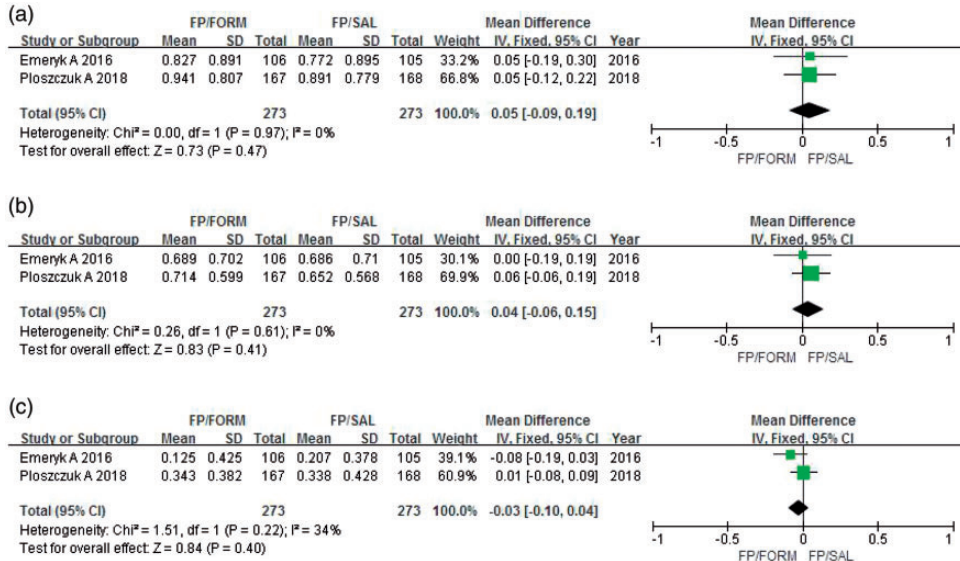 (a)
FP/FORM FP/SAL Mean Difference Mean Difference
Study or Subgroup Mean SD Total Mean SD Total Weight IV, Fixed, 95% CI Year IV, Fixed, 95% CI
Emeryk A 2016 0.827 0.891 106 0.772 0.895 105 33.2% 0.05 [-0.19, 0.30] 2016
Ploszczuk A 2018 0.941 0.807 167 0.891 0.779 168 66.8% 0.05 [-0.12, 0.22] 2018
Total (95% CI) 273 273 100.0% 0.05 [-0.09, 0.19]
Heterogeneity: Chi² = 0.00, df = 1 (P = 0.97); I² = 0%
Test for overall effect: Z = 0.73 (P = 0.47)
-1 -0.5 0 0.5 1
FP/FORM FP/SAL
(b)
FP/FORM FP/SAL Mean Difference Mean Difference
Study or Subgroup Mean SD Total Mean SD Total Weight IV, Fixed, 95% CI Year IV, Fixed, 95% CI
Emeryk A 2016 0.689 0.702 106 0.686 0.71 105 30.1% 0.00 [-0.19, 0.19] 2016
Ploszczuk A 2018 0.714 0.599 167 0.652 0.568 168 69.9% 0.06 [-0.06, 0.19] 2018
Total (95% CI) 273 273 100.0% 0.04 [-0.06, 0.15]
Heterogeneity: Chi² = 0.26, df = 1 (P = 0.61); I² = 0%
Test for overall effect: Z = 0.83 (P = 0.41)
-1 -0.5 0 0.5 1
FP/FORM FP/SAL
(c)
FP/FORM FP/SAL Mean Difference Mean Difference
Study or Subgroup Mean SD Total Mean SD Total Weight IV, Fixed, 95% CI Year IV, Fixed, 95% CI
Emeryk A 2016 0.125 0.425 106 0.207 0.378 105 39.1% -0.08 [-0.19, 0.03] 2016
Ploszczuk A 2018 0.343 0.382 167 0.338 0.428 168 60.9% 0.01 [-0.08, 0.09] 2018
Total (95% CI) 273 273 100.0% -0.03 [-0.10, 0.04]
Heterogeneity: Chi² = 1.51, df = 1 (P = 0.22); I² = 34%
Test for overall effect: Z = 0.84 (P = 0.40)
-1 -0.5 0 0.5 1
FP/FORM FP/SAL